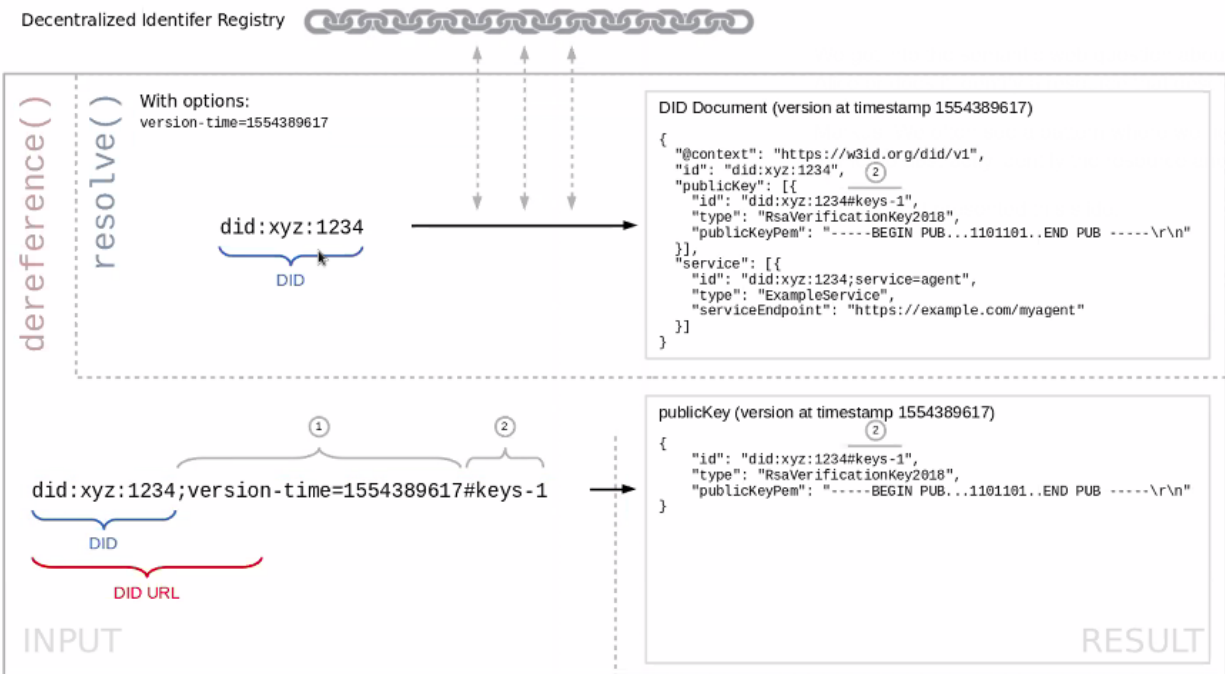 Decentralized Identifer Registry
dereference()
resolve()
With options:
version-time=1554389617
did:xyz:1234
DID
DID Document (version at timestamp 1554389617)
{
  "@context": "https://w3id.org/did/v1",
  "id": "did:xyz:1234",
2
  "publicKey": [{
    "id": "did:xyz:1234#keys-1",
    "type": "RsaVerificationKey2018",
    "publicKeyPem": "-----BEGIN PUB...1101101..END PUB -----\r\n"
  }],
  "service": [{
    "id": "did:xyz:1234;service=agent",
    "type": "ExampleService",
    "serviceEndpoint": "https://example.com/myagent"
  }]
}
1
2
did:xyz:1234;version-time=1554389617#keys-1
DID
DID URL
publicKey (version at timestamp 1554389617)
2
{
    "id": "did:xyz:1234#keys-1",
    "type": "RsaVerificationKey2018",
    "publicKeyPem": "-----BEGIN PUB...1101101..END PUB -----\r\n"
}
INPUT
RESULT